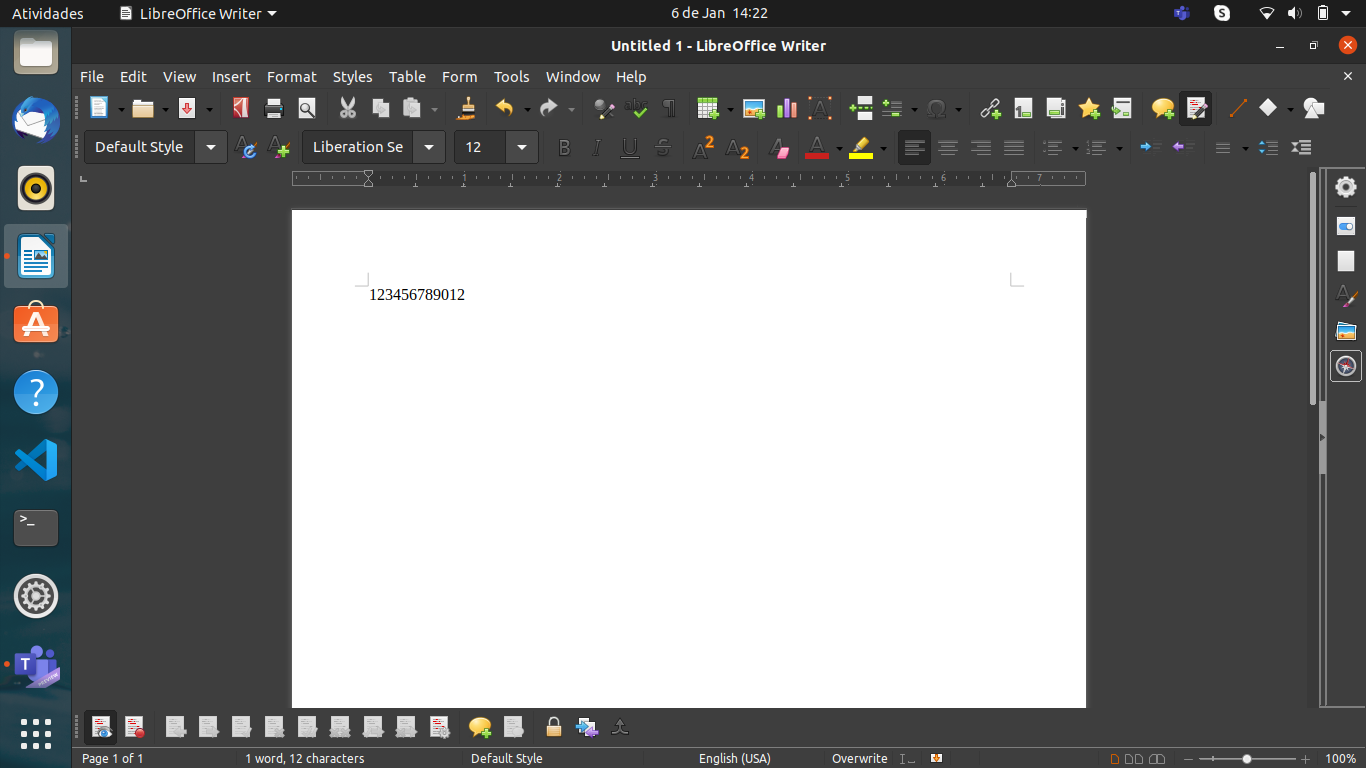 Atividades LibreOffice Writer 6 de Jan 14:22
Untitled 1 - LibreOffice Writer
File Edit View Insert Format Styles Table Form Tools Window Help
Default Style Liberation Se 12
1 2 3 4 5 6 7
123456789012
Page 1 of 1 1 word, 12 characters Default Style English (USA) Overwrite 100%